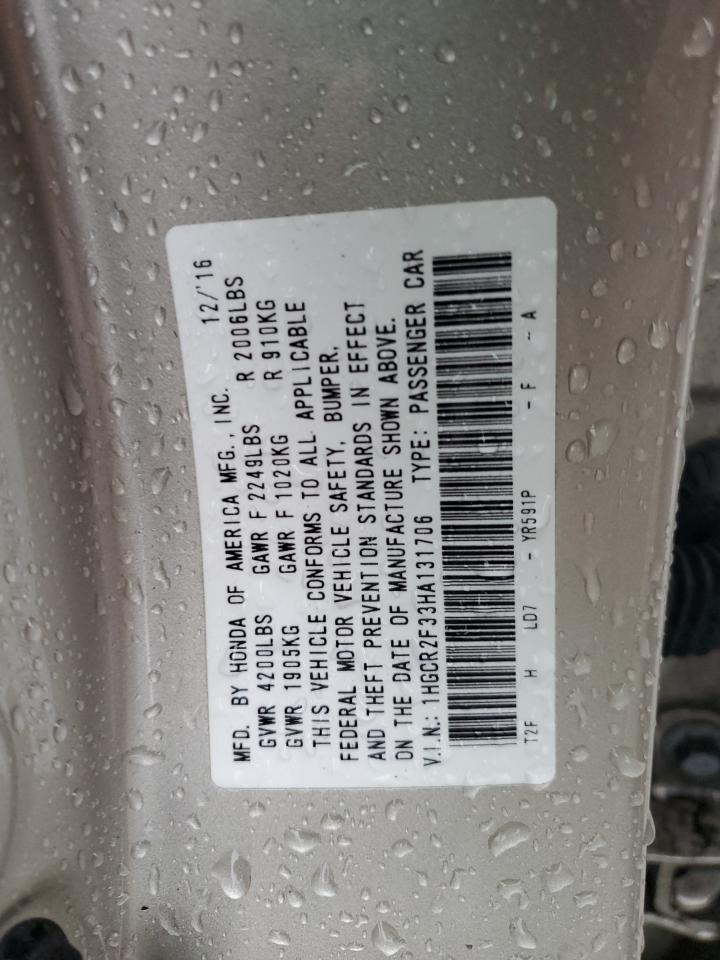 MFD. BY HONDA OF AMERICA MFG., INC. 12/'16
GVWR 4200LBS GAWR F 2249LBS R 2006LBS
GVWR 1905KG GAWR F 1020KG R 910KG
THIS VEHICLE CONFORMS TO ALL APPLICABLE
FEDERAL MOTOR VEHICLE SAFETY, BUMPER,
AND THEFT PREVENTION STANDARDS IN EFFECT
ON THE DATE OF MANUFACTURE SHOWN ABOVE.
V.I.N.: 1HGCR2F33HA131706 TYPE: PASSENGER CAR
T2F H LD7 - YR591P - F - A